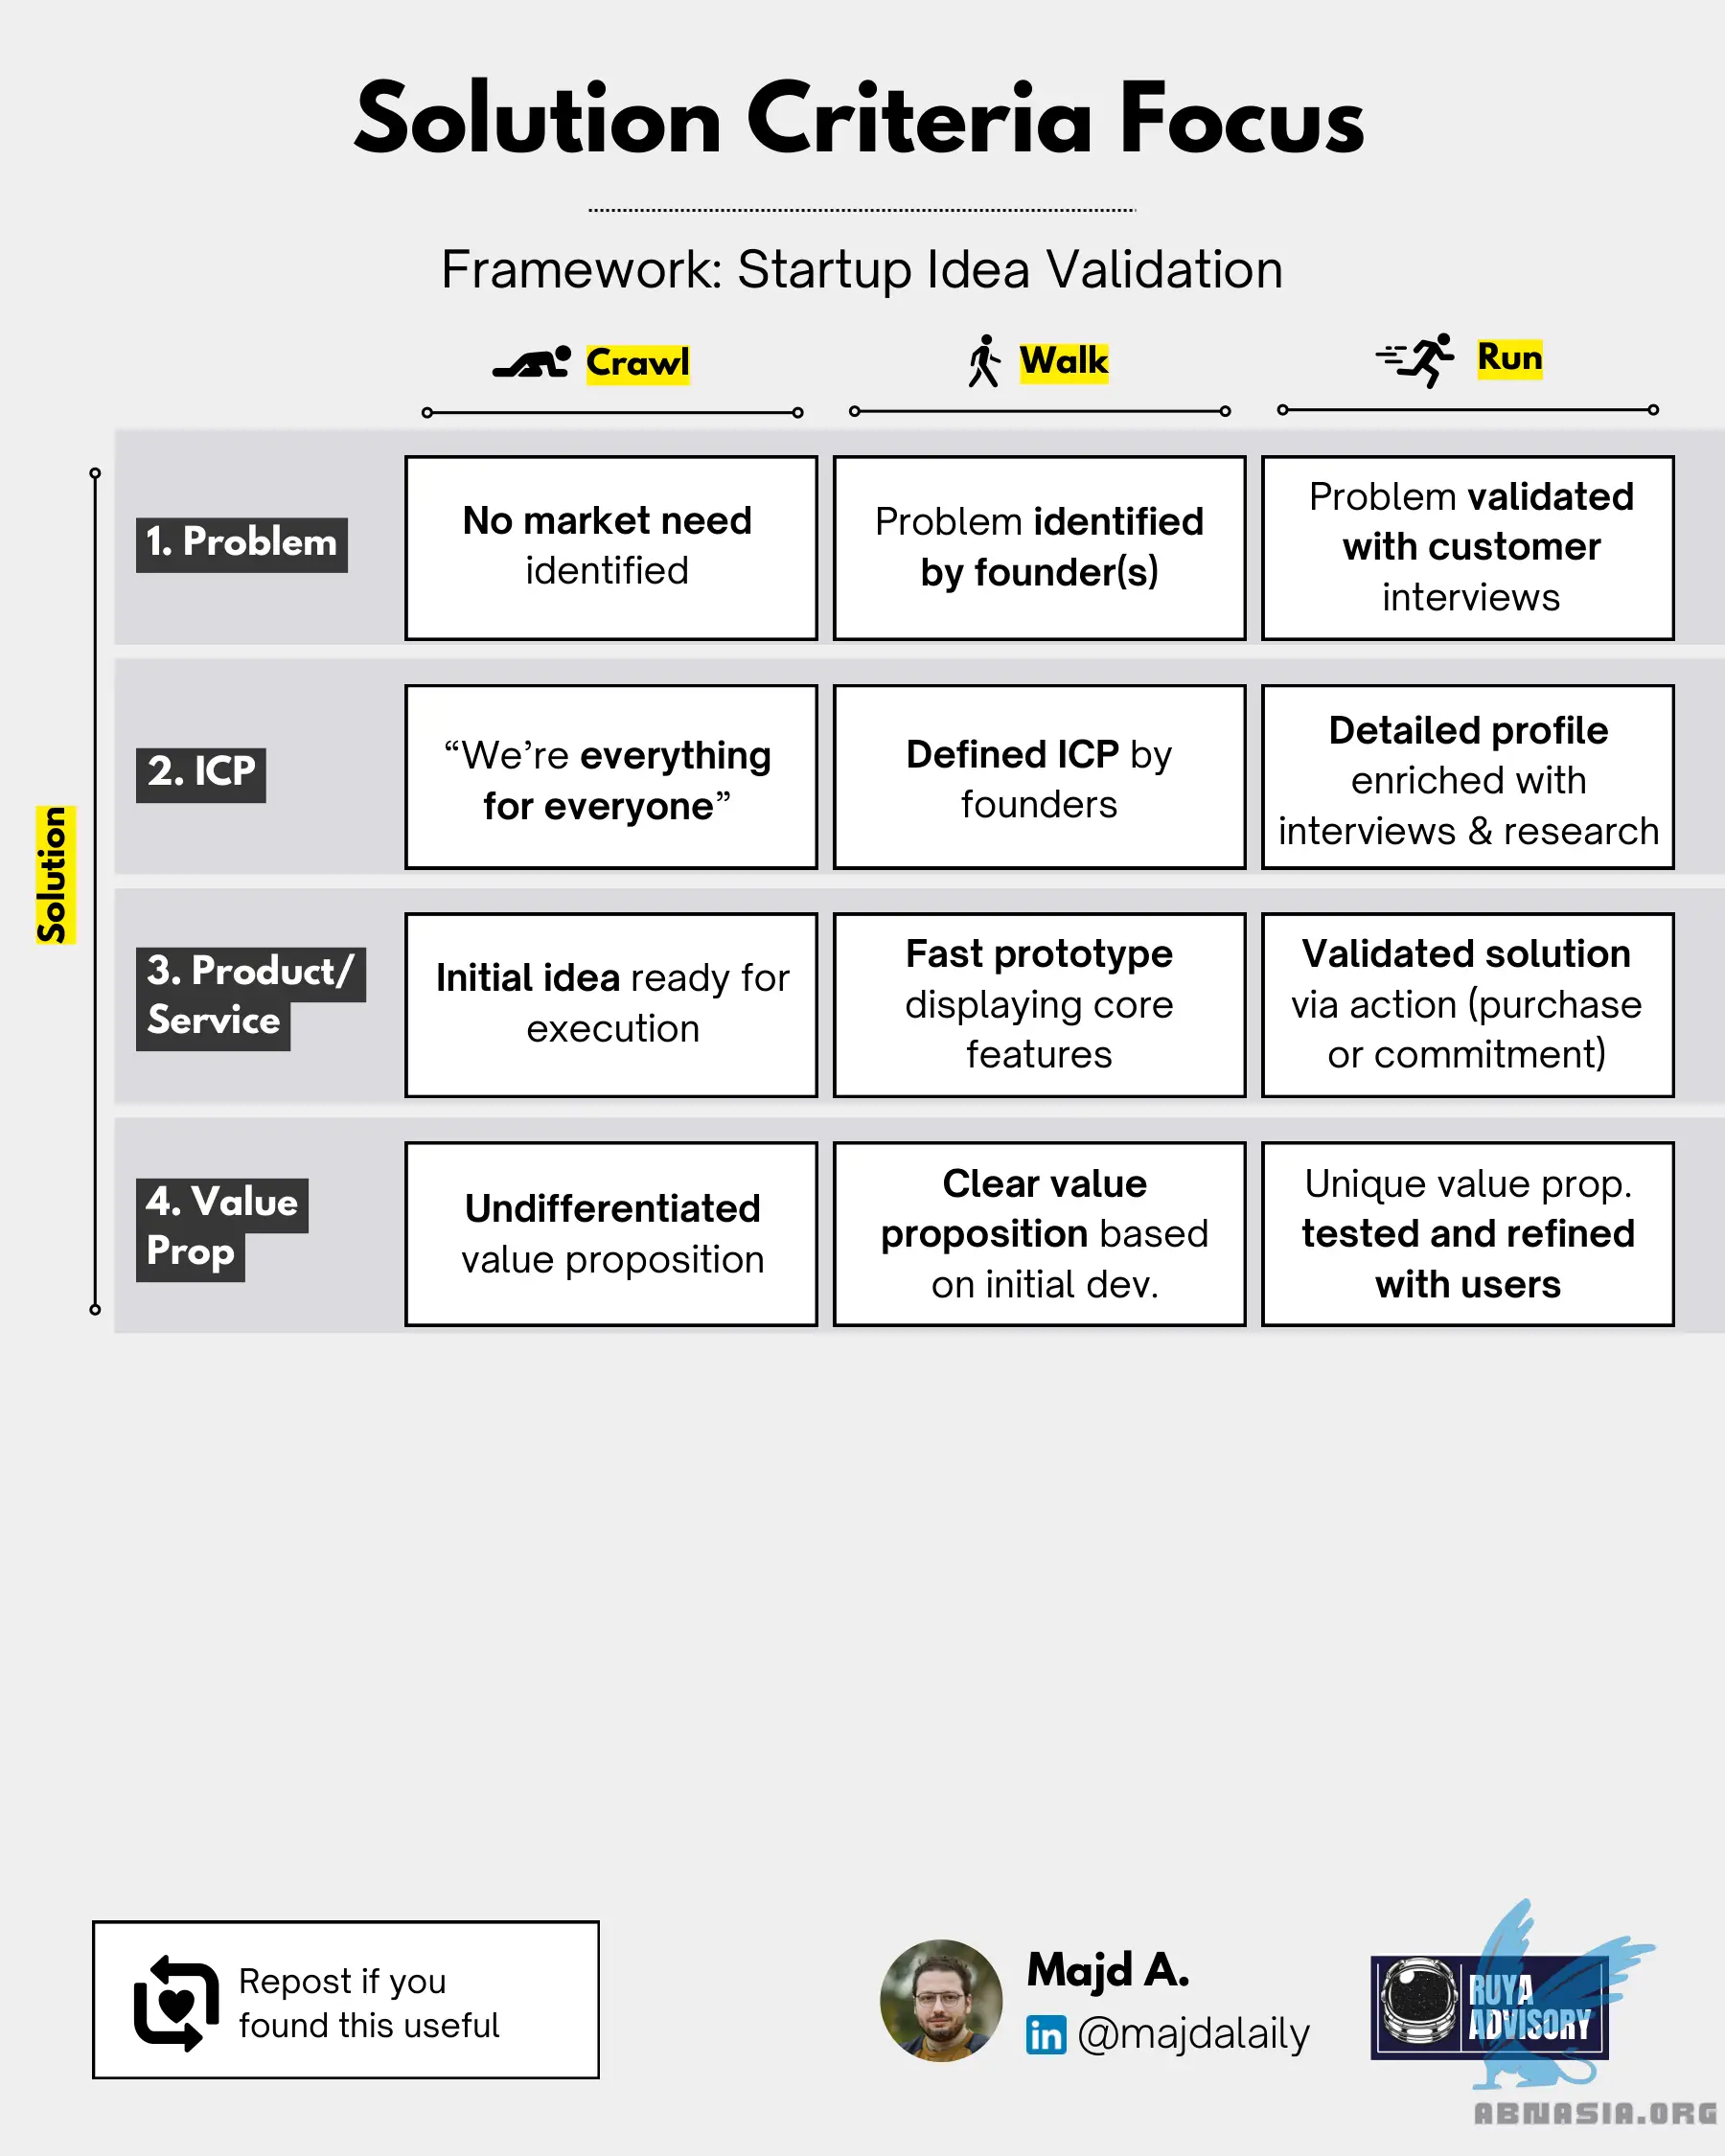 Solution Criteria Focus
Framework: Startup Idea Validation
Crawl
Walk
Run
Solution
1. Problem
No market need
identified
Problem identified
by founder(s)
Problem validated
with customer
interviews
2. ICP
“We’re everything
for everyone”
Defined ICP by
founders
Detailed profile
enriched with
interviews & research
3. Product/
Service
Initial idea ready for
execution
Fast prototype
displaying core
features
Validated solution
via action (purchase
or commitment)
4. Value
Prop
Undifferentiated
value proposition
Clear value
proposition based
on initial dev.
Unique value prop.
tested and refined
with users
Repost if you
found this useful
Majd A.
in @majdalaily
RUYA
ADVISORY
ABNASIA.ORG